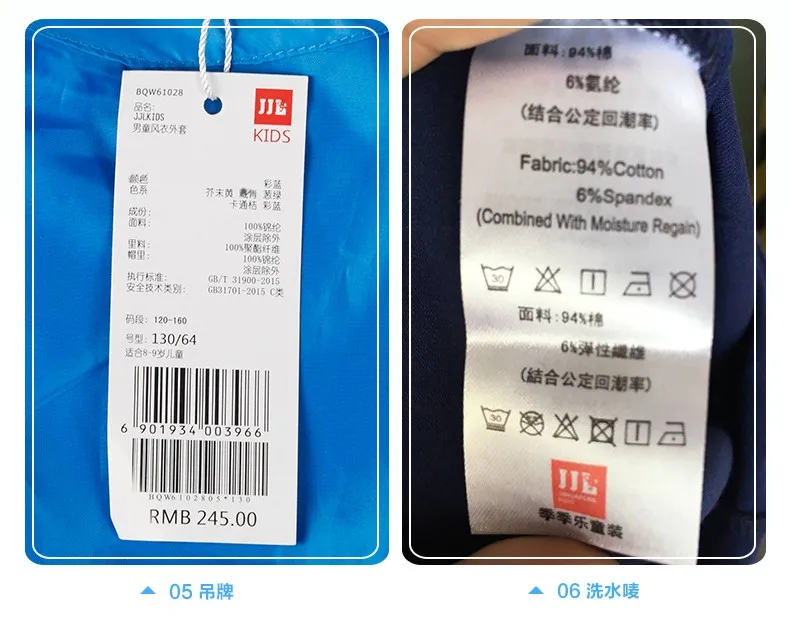 BQW61028
品名:
JJLKIDS
男童风衣外套
JJL
KIDS
颜色 彩蓝
色系 芥末黄 葱绿
卡通桔 彩蓝
成份:
面料: 100%锦纶
涂层除外
里料: 100%聚酯纤维
帽里: 100%锦纶
涂层除外
执行标准: GB/T 31900-2015
安全技术类别: GB31701-2015 C类
码段: 120-160
号型: 130/64
适合8-9岁儿童
6 901934 003966
BQW6102805*130
RMB 245.00
05 吊牌
面料:94%棉
6%氨纶
(结合公定回潮率)
Fabric:94%Cotton
6%Spandex
(Combined With Moisture Regain)
30
面料:94%棉
6%彈性纖維
(結合公定回潮率)
30
JJL
季季乐童装
06 洗水唛